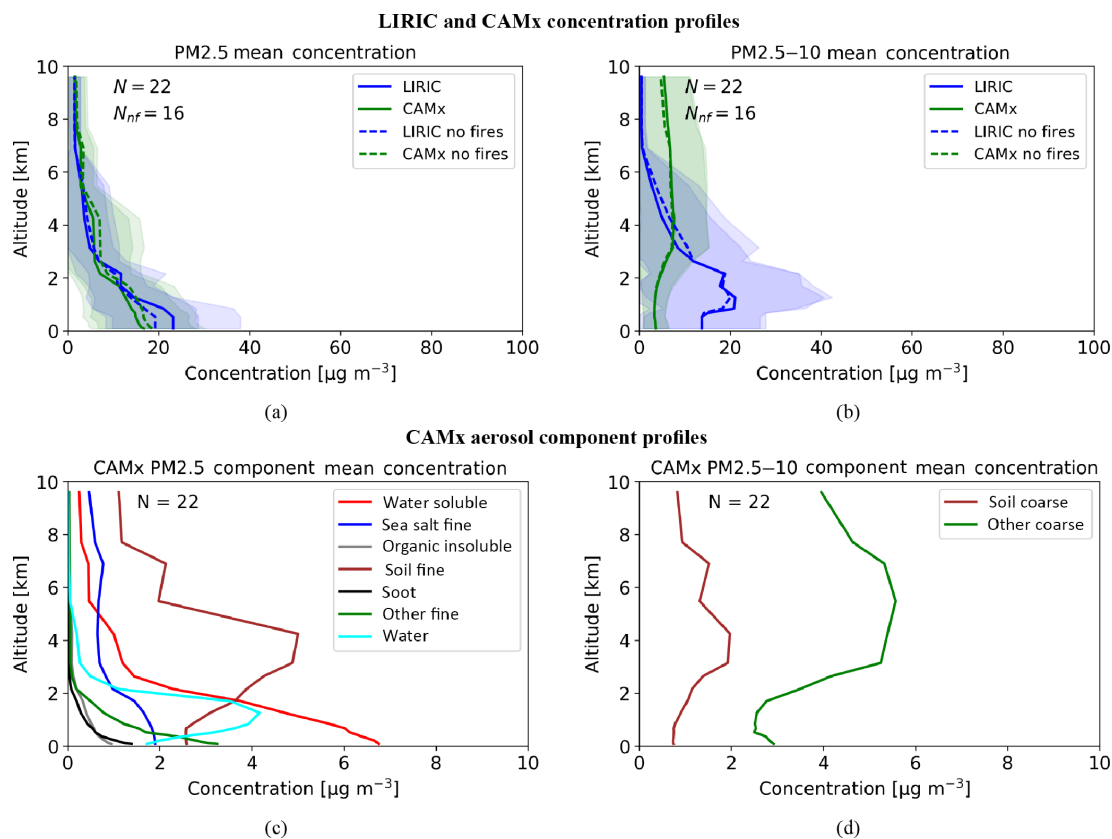 LIRIC and CAMx concentration profiles
PM2.5 mean concentration
N = 22
N_nf = 16
LIRIC
CAMx
LIRIC no fires
CAMx no fires
10
8
6
4
2
0
Altitude [km]
0 20 40 60 80 100
Concentration [µg m⁻³]
(a)
PM2.5−10 mean concentration
N = 22
N_nf = 16
LIRIC
CAMx
LIRIC no fires
CAMx no fires
10
8
6
4
2
0
Altitude [km]
0 20 40 60 80 100
Concentration [µg m⁻³]
(b)
CAMx aerosol component profiles
CAMx PM2.5 component mean concentration
N = 22
Water soluble
Sea salt fine
Organic insoluble
Soil fine
Soot
Other fine
Water
10
8
6
4
2
0
Altitude [km]
0 2 4 6 8 10
Concentration [µg m⁻³]
(c)
CAMx PM2.5−10 component mean concentration
N = 22
Soil coarse
Other coarse
10
8
6
4
2
0
Altitude [km]
0 2 4 6 8 10
Concentration [µg m⁻³]
(d)